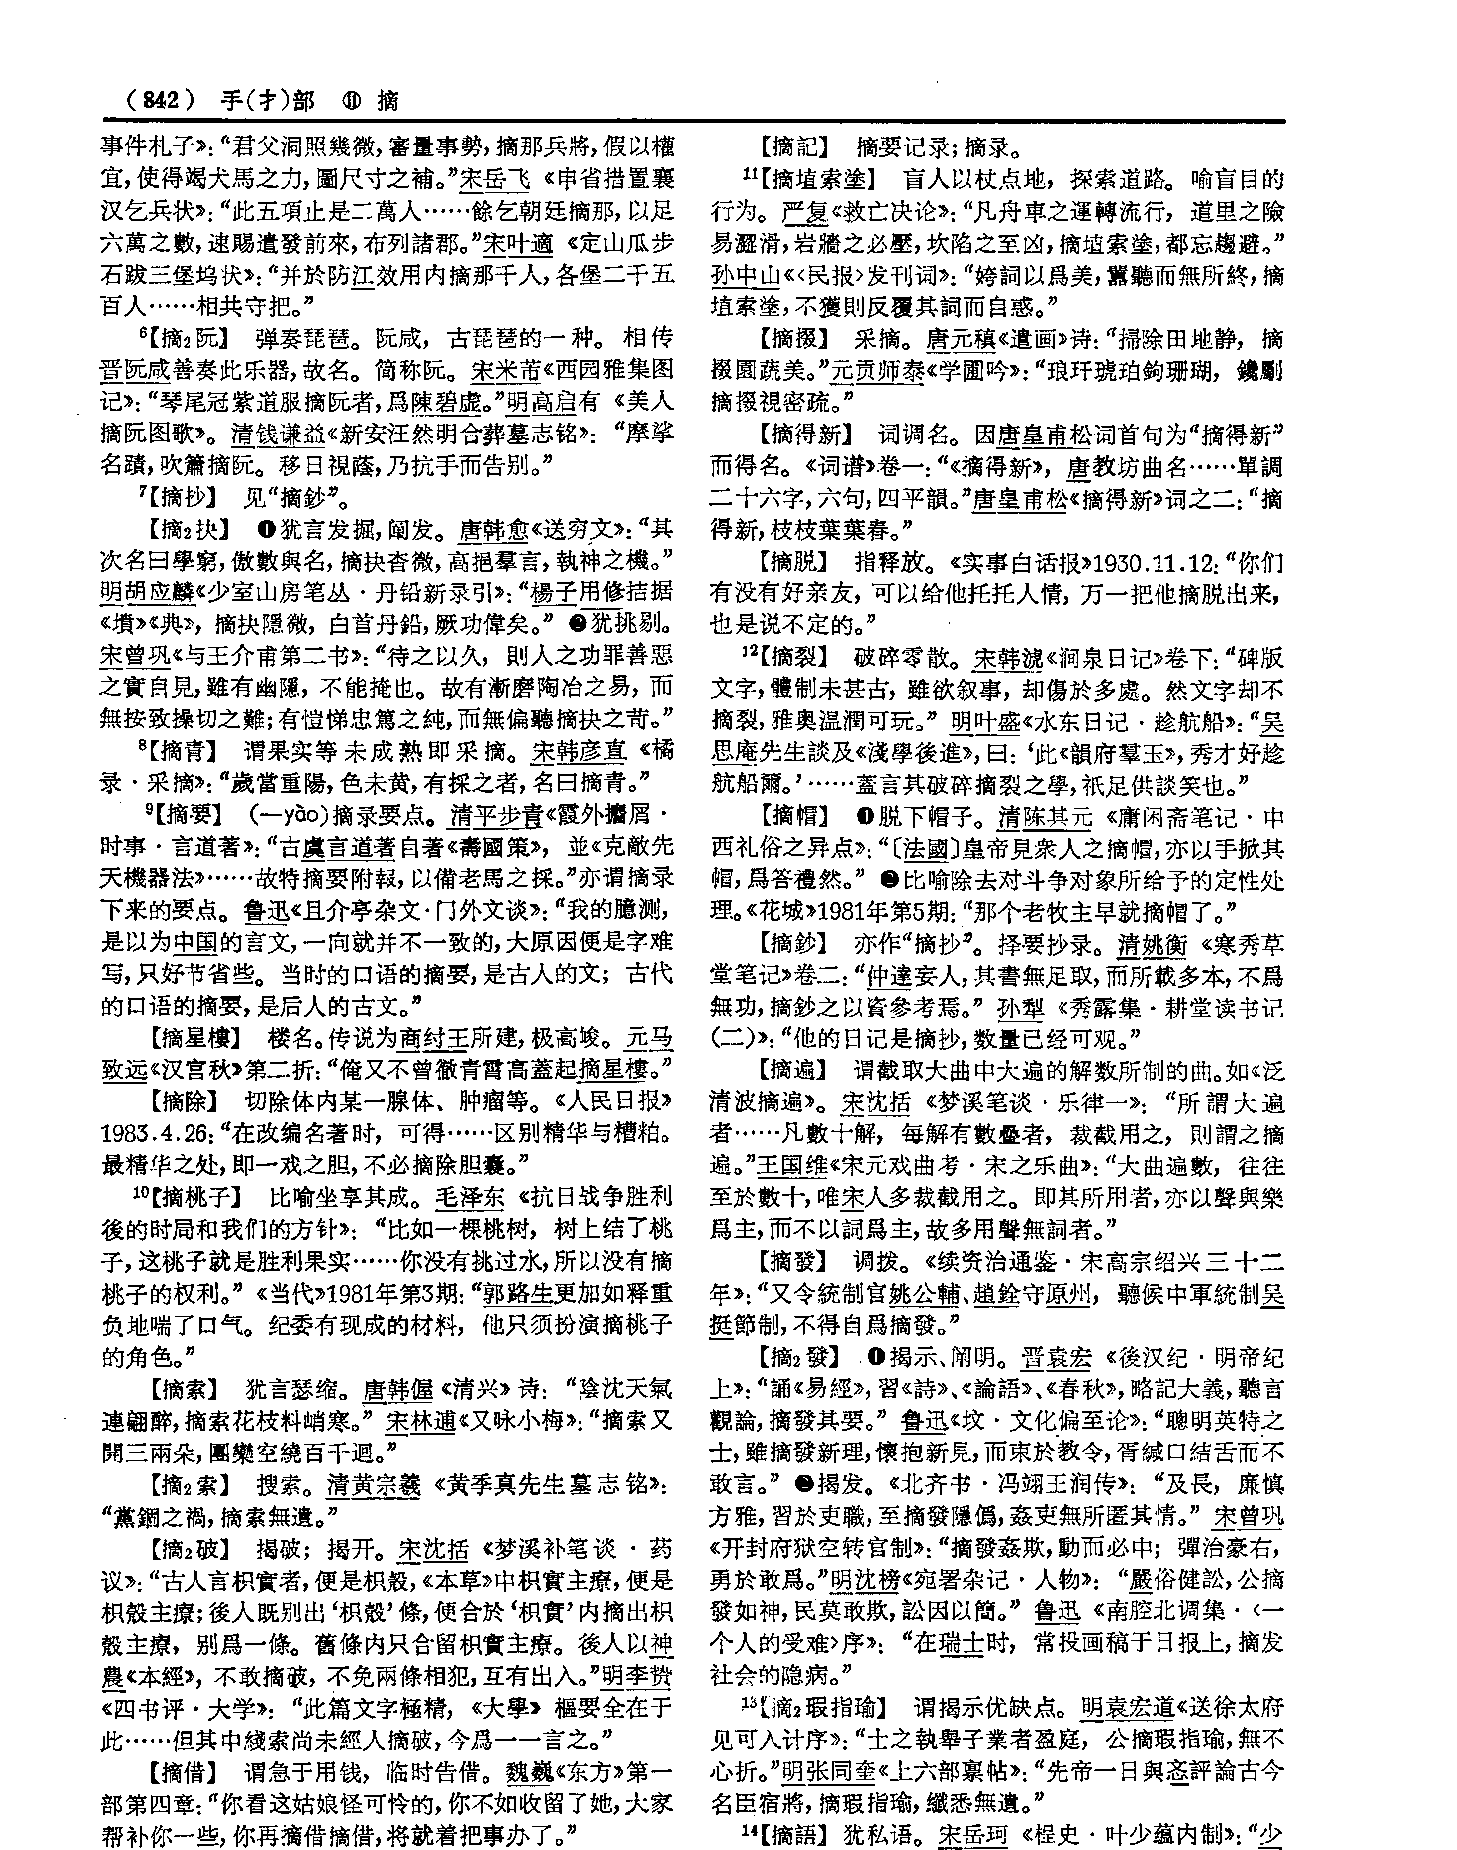 (842) 手(扌)部 ⑪ 摘
事件札子》：“君父洞照幾微，審量事勢，摘那兵將，假以權
宜，使得竭犬馬之力，圖尺寸之補。”宋岳飞《申省措置襄
汉乞兵状》：“此五項止是二萬人……餘乞朝廷摘那，以足
六萬之數，速賜遣發前來，布列諸郡。”宋叶適《定山瓜步
石跋三堡坞状》：“并於防江效用内摘那千人，各堡二千五
百人……相共守把。”
6【摘2阮】 弹奏琵琶。阮咸，古琵琶的一种。相传
晋阮咸善奏此乐器，故名。简称阮。宋米芾《西园雅集图
记》：“琴尾冠紫道服摘阮者，爲陳碧虚。”明高启有《美人
摘阮图歌》。清钱谦益《新安汪然明合葬墓志铭》：“摩挲
名蹟，吹簫摘阮。移日視蔭，乃抗手而告别。”
7【摘抄】 见“摘鈔”。
【摘2抉】 ❶犹言发掘，阐发。唐韩愈《送穷文》：“其
次名曰學窮，傲數與名，摘抉杳微，高挹羣言，執神之機。”
明胡应麟《少室山房笔丛·丹铅新录引》：“楊子用修拮据
《墳》《典》，摘抉隱微，白首丹鉛，厥功偉矣。” ❷犹挑剔。
宋曾巩《与王介甫第二书》：“待之以久，則人之功罪善惡
之實自見，雖有幽隱，不能掩也。故有漸磨陶冶之易，而
無按致操切之難；有愷悌忠篤之純，而無偏聽摘抉之苛。”
8【摘青】 谓果实等未成熟即采摘。宋韩彦直《橘
录·采摘》：“歲當重陽，色未黄，有採之者，名曰摘青。”
9【摘要】 (—yào)摘录要点。清平步青《霞外攟屑·
时事·言道著》：“古虞言道著自著《壽國策》，並《克敵先
天機器法》……故特摘要附報，以備老馬之採。”亦谓摘录
下来的要点。鲁迅《且介亭杂文·门外文谈》：“我的臆测，
是以为中国的言文，一向就并不一致的，大原因便是字难
写，只好节省些。当时的口语的摘要，是古人的文；古代
的口语的摘要，是后人的古文。”
【摘星樓】 楼名。传说为商纣王所建，极高峻。元马
致远《汉宫秋》第二折：“俺又不曾徹青霄高蓋起摘星樓。”
【摘除】 切除体内某一腺体、肿瘤等。《人民日报》
1983.4.26：“在改编名著时，可得……区别精华与糟粕。
最精华之处，即一戏之胆，不必摘除胆囊。”
10【摘桃子】 比喻坐享其成。毛泽东《抗日战争胜利
後的时局和我们的方针》：“比如一棵桃树，树上结了桃
子，这桃子就是胜利果实……你没有挑过水，所以没有摘
桃子的权利。”《当代》1981年第3期：“郭路生更加如释重
负地喘了口气。纪委有现成的材料，他只须扮演摘桃子
的角色。”
【摘索】 犹言瑟缩。唐韩偓《清兴》诗：“陰沈天氣
連翩醉，摘索花枝料峭寒。”宋林逋《又咏小梅》：“摘索又
開三兩朵，團欒空繞百千迴。”
【摘2索】 搜索。清黄宗羲《黄季真先生墓志铭》：
“黨錮之禍，摘索無遺。”
【摘2破】 揭破；揭开。宋沈括《梦溪补笔谈·药
议》：“古人言枳實者，便是枳殼，《本草》中枳實主療，便是
枳殼主療；後人既别出‘枳殼’條，便合於‘枳實’内摘出枳
殼主療，别爲一條。舊條内只合留枳實主療。後人以神
農《本經》，不敢摘破，不免兩條相犯，互有出入。”明李贽
《四书评·大学》：“此篇文字極精，《大學》樞要全在于
此……但其中綫索尚未經人摘破，今爲一一言之。”
【摘借】 谓急于用钱，临时告借。魏巍《东方》第一
部第四章：“你看这姑娘怪可怜的，你不如收留了她，大家
帮补你一些，你再摘借摘借，将就着把事办了。”
【摘記】 摘要记录；摘录。
11【摘埴索塗】 盲人以杖点地，探索道路。喻盲目的
行为。严复《救亡决论》：“凡舟車之運轉流行，道里之險
易澀滑，岩牆之必壓，坎陷之至凶，摘埴索塗，都忘趨避。”
孙中山《〈民报〉发刊词》：“姱詞以爲美，囂聽而無所終，摘
埴索塗，不獲則反覆其詞而自惑。”
【摘掇】 采摘。唐元稹《遣画》诗：“掃除田地静，摘
掇園蔬美。”元贡师泰《学圃吟》：“琅玕琥珀鉤珊瑚，鑱劚
摘掇視密疏。”
【摘得新】 词调名。因唐皇甫松词首句为“摘得新”
而得名。《词谱》卷一：“《摘得新》，唐教坊曲名……單調
二十六字，六句，四平韻。”唐皇甫松《摘得新》词之二：“摘
得新，枝枝葉葉春。”
【摘脱】 指释放。《实事白话报》1930.11.12：“你们
有没有好亲友，可以给他托托人情，万一把他摘脱出来，
也是说不定的。”
12【摘裂】 破碎零散。宋韩淲《涧泉日记》卷下：“碑版
文字，體制未甚古，雖欲叙事，却傷於多處。然文字却不
摘裂，雅奥温潤可玩。”明叶盛《水东日记·趁航船》：“吴
思庵先生談及《淺學後進》，曰：‘此《韻府羣玉》，秀才好趁
航船爾。’……蓋言其破碎摘裂之學，祇足供談笑也。”
【摘帽】 ❶脱下帽子。清陈其元《庸闲斋笔记·中
西礼俗之异点》：“〔法國〕皇帝見衆人之摘帽，亦以手掀其
帽，爲答禮然。” ❷比喻除去对斗争对象所给予的定性处
理。《花城》1981年第5期：“那个老牧主早就摘帽了。”
【摘鈔】 亦作“摘抄”。择要抄录。清姚衡《寒秀草
堂笔记》卷二：“仲達妄人，其書無足取，而所載多本，不爲
無功，摘鈔之以資參考焉。”孙犁《秀露集·耕堂读书记
(二)》：“他的日记是摘抄，数量已经可观。”
【摘遍】 谓截取大曲中大遍的解数所制的曲。如《泛
清波摘遍》。宋沈括《梦溪笔谈·乐律一》：“所謂大遍
者……凡數十解，每解有數疊者，裁截用之，則謂之摘
遍。”王国维《宋元戏曲考·宋之乐曲》：“大曲遍數，往往
至於數十，唯宋人多裁截用之。即其所用者，亦以聲與樂
爲主，而不以詞爲主，故多用聲無詞者。”
【摘發】 调拨。《续资治通鉴·宋高宗绍兴三十二
年》：“又令統制官姚公輔、趙銓守原州，聽候中軍統制吴
挺節制，不得自爲摘發。”
【摘2發】 ❶揭示、阐明。晋袁宏《後汉纪·明帝纪
上》：“誦《易經》，習《詩》、《論語》、《春秋》，略記大義，聽言
觀論，摘發其要。”鲁迅《坟·文化偏至论》：“聰明英特之
士，雖摘發新理，懷抱新見，而束於教令，胥緘口結舌而不
敢言。” ❷揭发。《北齐书·冯翊王润传》：“及長，廉慎
方雅，習於吏職，至摘發隱僞，姦吏無所匿其情。”宋曾巩
《开封府狱空转官制》：“摘發姦欺，動而必中；彈治豪右，
勇於敢爲。”明沈榜《宛署杂记·人物》：“嚴俗健訟，公摘
發如神，民莫敢欺，訟因以簡。”鲁迅《南腔北调集·〈一
个人的受难〉序》：“在瑞士时，常投画稿于日报上，摘发
社会的隐病。”
13【摘2瑕指瑜】 谓揭示优缺点。明袁宏道《送徐太府
见可入计序》：“士之執舉子業者盈庭，公摘瑕指瑜，無不
心折。”明张同奎《上六部禀帖》：“先帝一日與忞評論古今
名臣宿將，摘瑕指瑜，纖悉無遺。”
14【摘語】 犹私语。宋岳珂《桯史·叶少蕴内制》：“少